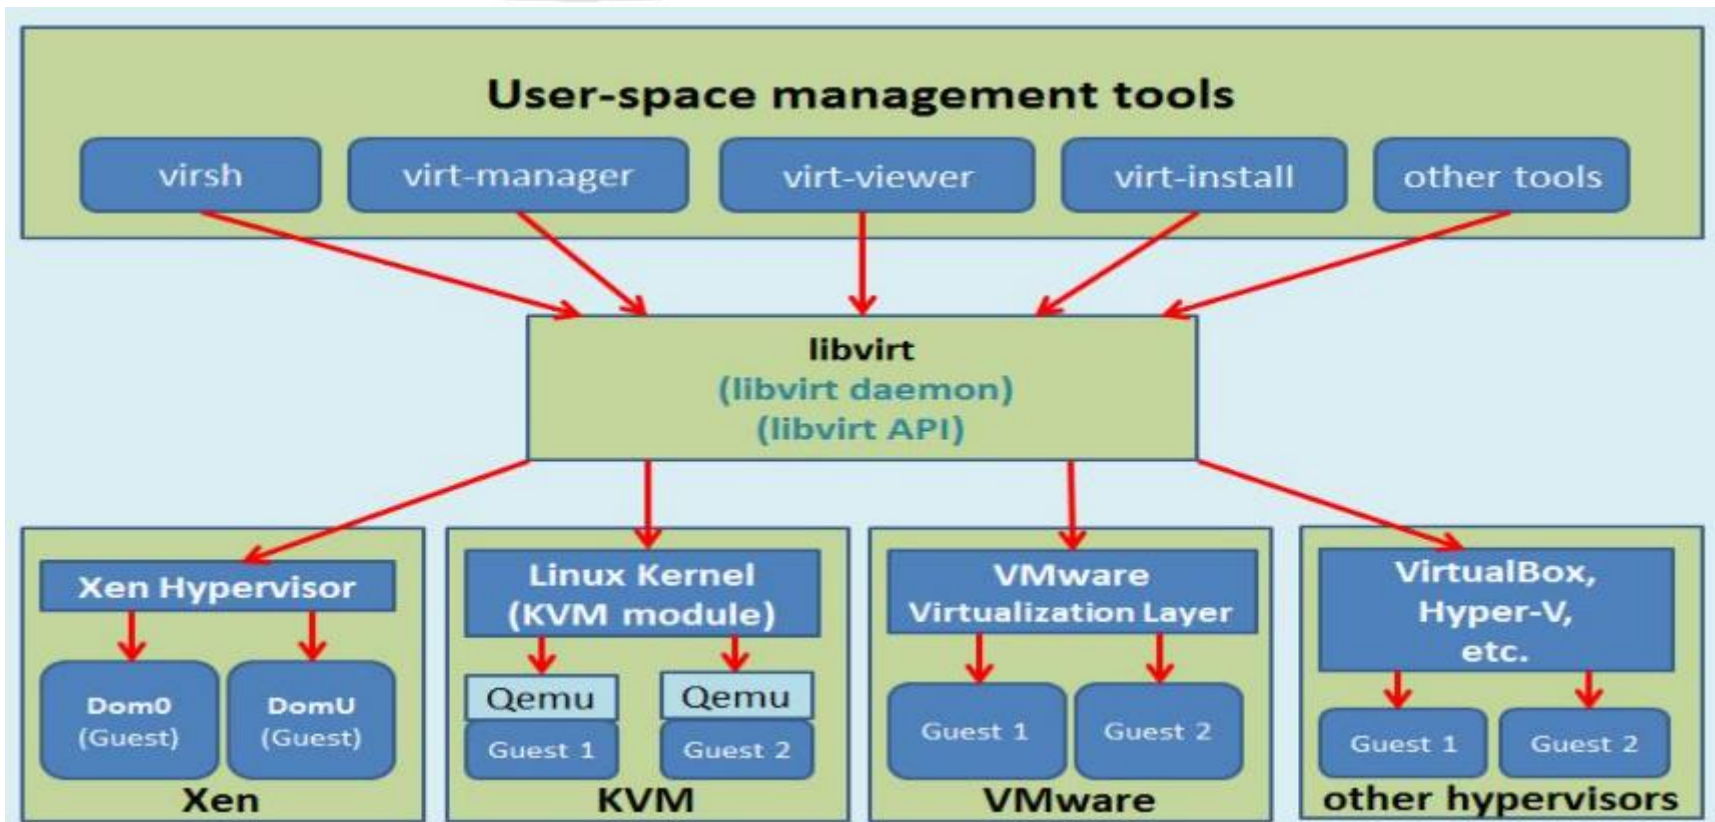 User-space management tools
virsh
virt-manager
virt-viewer
virt-install
other tools
libvirt
(libvirt daemon)
(libvirt API)
Xen Hypervisor
Dom0
(Guest)
DomU
(Guest)
Xen
Linux Kernel
(KVM module)
Qemu
Guest 1
Qemu
Guest 2
KVM
VMware
Virtualization Layer
Guest 1
Guest 2
VMware
VirtualBox,
Hyper-V,
etc.
Guest 1
Guest 2
other hypervisors